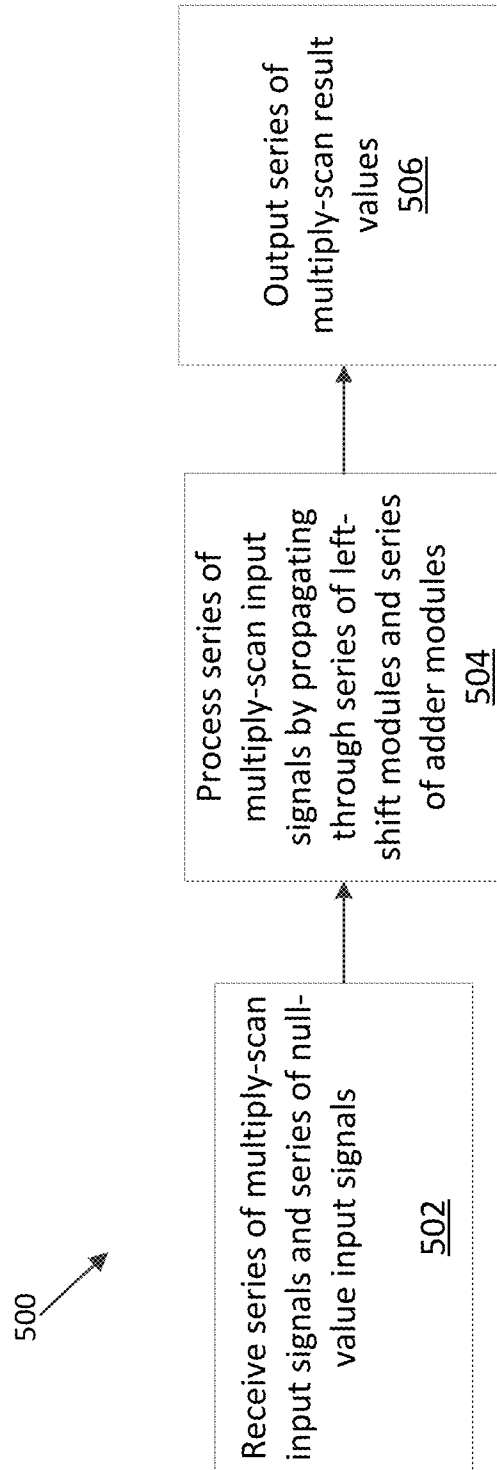 500
Receive series of multiply-scan
input signals and series of null-
value input signals
502
Process series of
multiply-scan input
signals by propagating
through series of left-
shift modules and series
of adder modules
504
Output series of
multiply-scan result
values
506